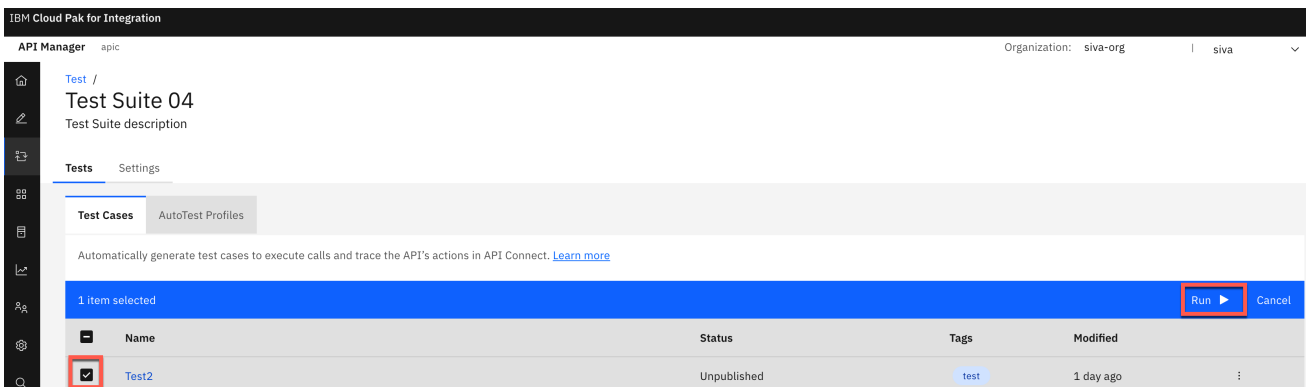 IBM Cloud Pak for Integration
API Manager apic Organization: siva-org | siva
Test /
Test Suite 04
Test Suite description
Tests Settings
Test Cases AutoTest Profiles
Automatically generate test cases to execute calls and trace the API's actions in API Connect. Learn more
1 item selected Run Cancel
Name Status Tags Modified
Test2 Unpublished test 1 day ago